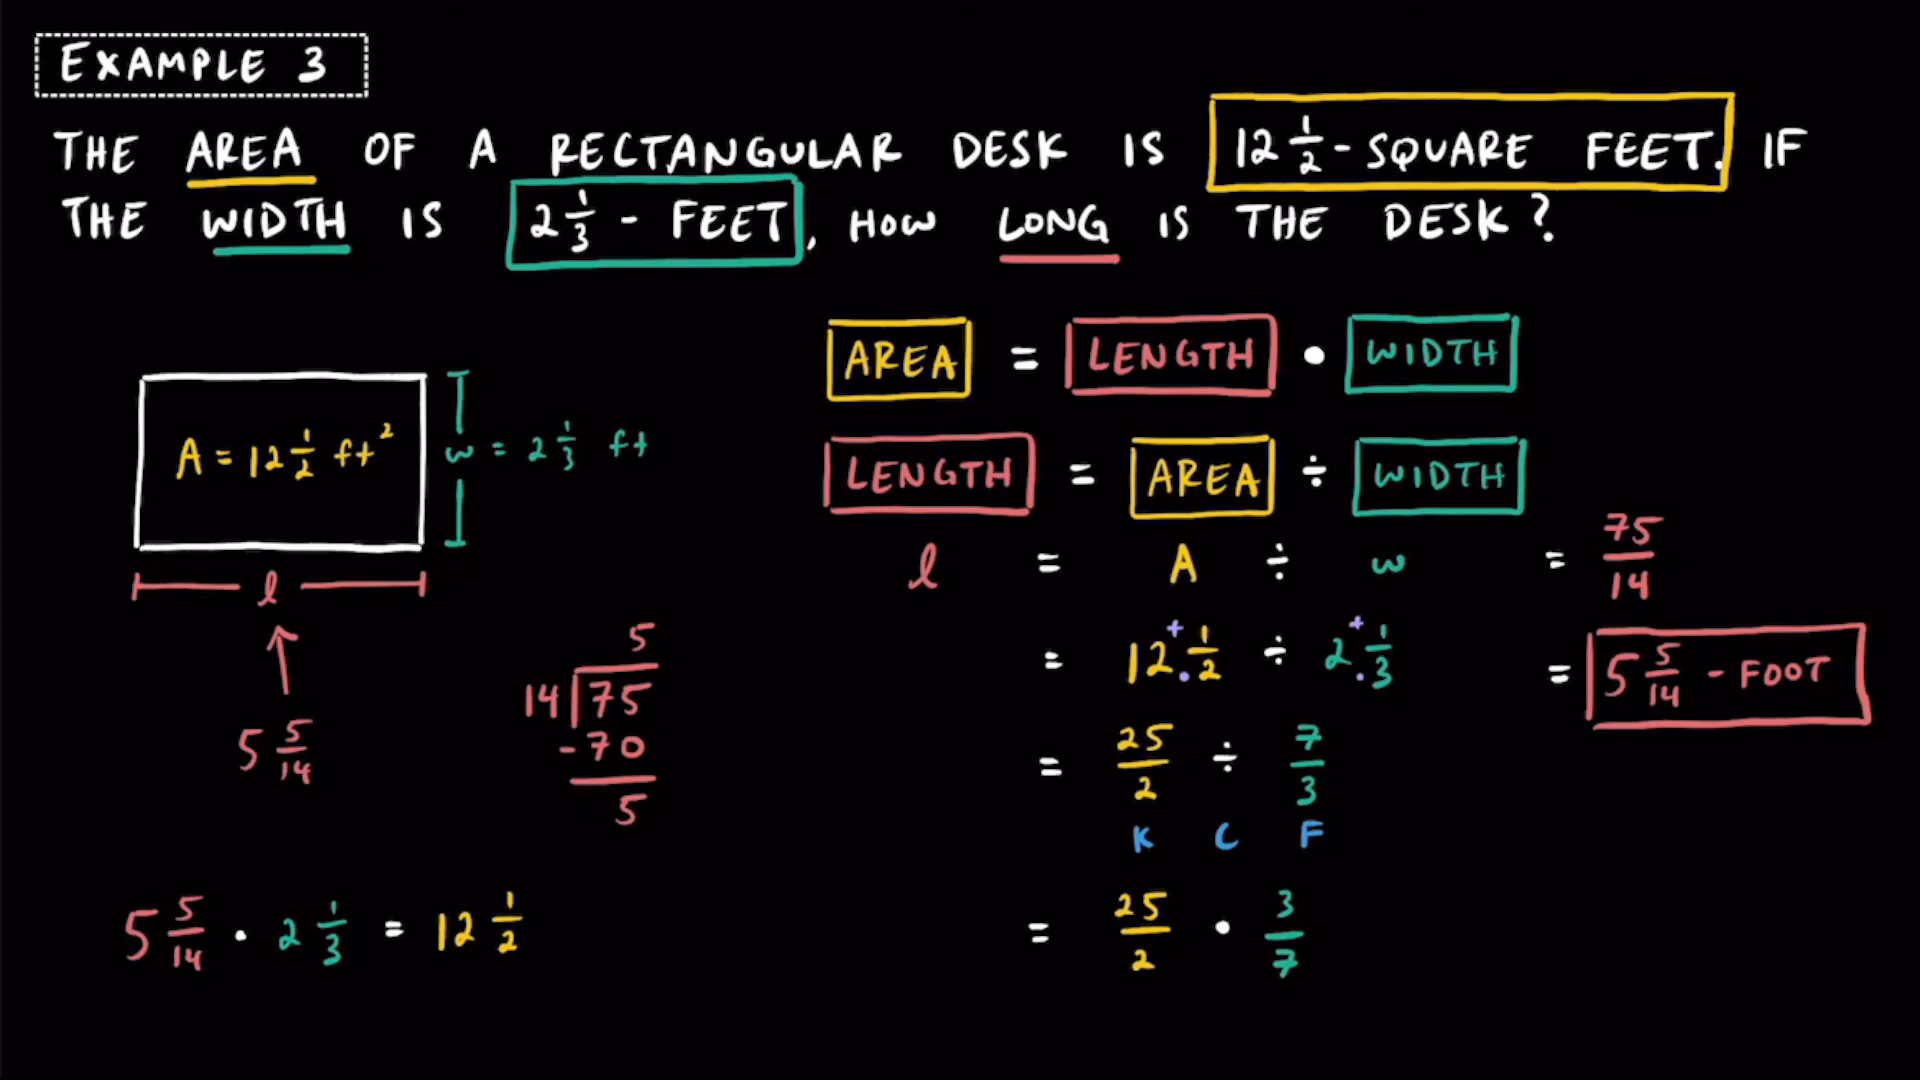 EXAMPLE 3
THE AREA OF A RECTANGULAR DESK IS 12 1/2 - SQUARE FEET. IF
THE WIDTH IS 2 1/3 - FEET, HOW LONG IS THE DESK?
AREA = LENGTH • WIDTH
A = 12 1/2 ft²
w = 2 1/3 ft
l
5 5/14
LENGTH = AREA ÷ WIDTH
l = A ÷ w
= 12 + 1/2 ÷ 2 + 1/3
= 25/2 ÷ 7/3
K C F
= 25/2 • 3/7
= 75/14
= 5 5/14 - FOOT
5
14 75
- 70
5
5 5/14 • 2 1/3 = 12 1/2